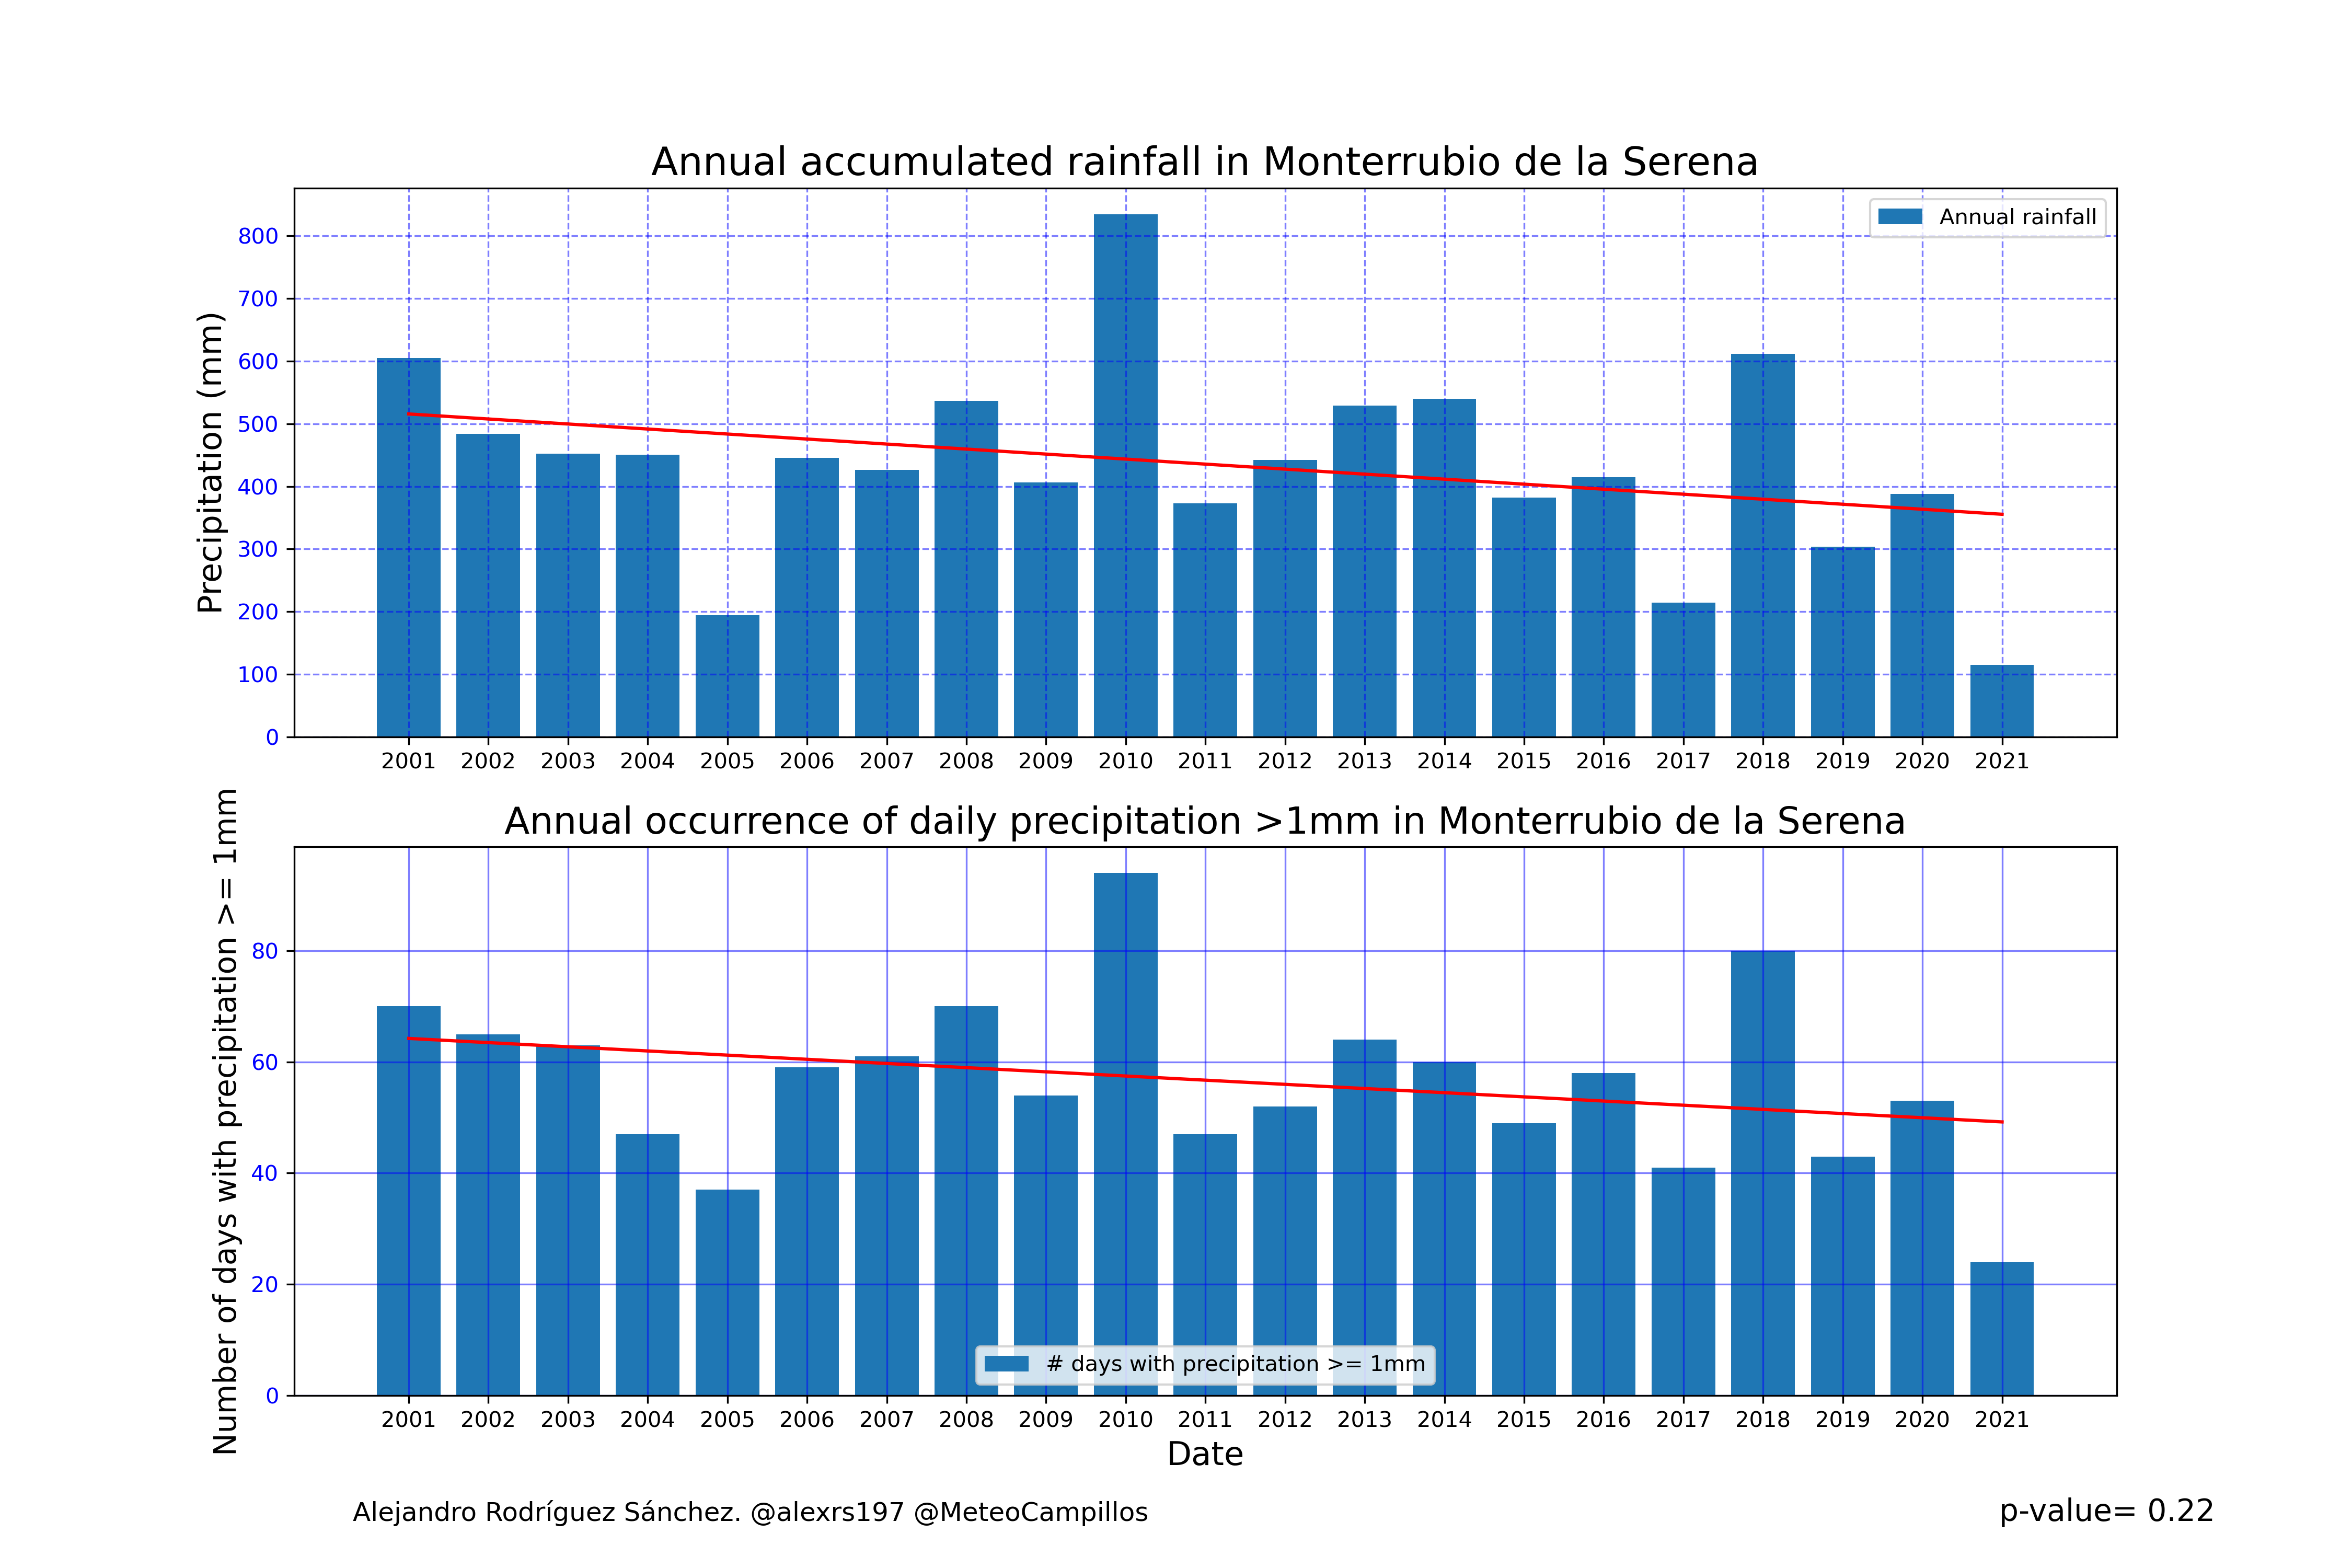 Annual accumulated rainfall in Monterrubio de la Serena
Annual rainfall
Precipitation (mm)
800
700
600
500
400
300
200
100
0
2001 2002 2003 2004 2005 2006 2007 2008 2009 2010 2011 2012 2013 2014 2015 2016 2017 2018 2019 2020 2021
Annual occurrence of daily precipitation >1mm in Monterrubio de la Serena
Number of days with precipitation >= 1mm
80
60
40
20
0
# days with precipitation >= 1mm
2001 2002 2003 2004 2005 2006 2007 2008 2009 2010 2011 2012 2013 2014 2015 2016 2017 2018 2019 2020 2021
Date
Alejandro Rodríguez Sánchez. @alexrs197 @MeteoCampillos
p-value= 0.22